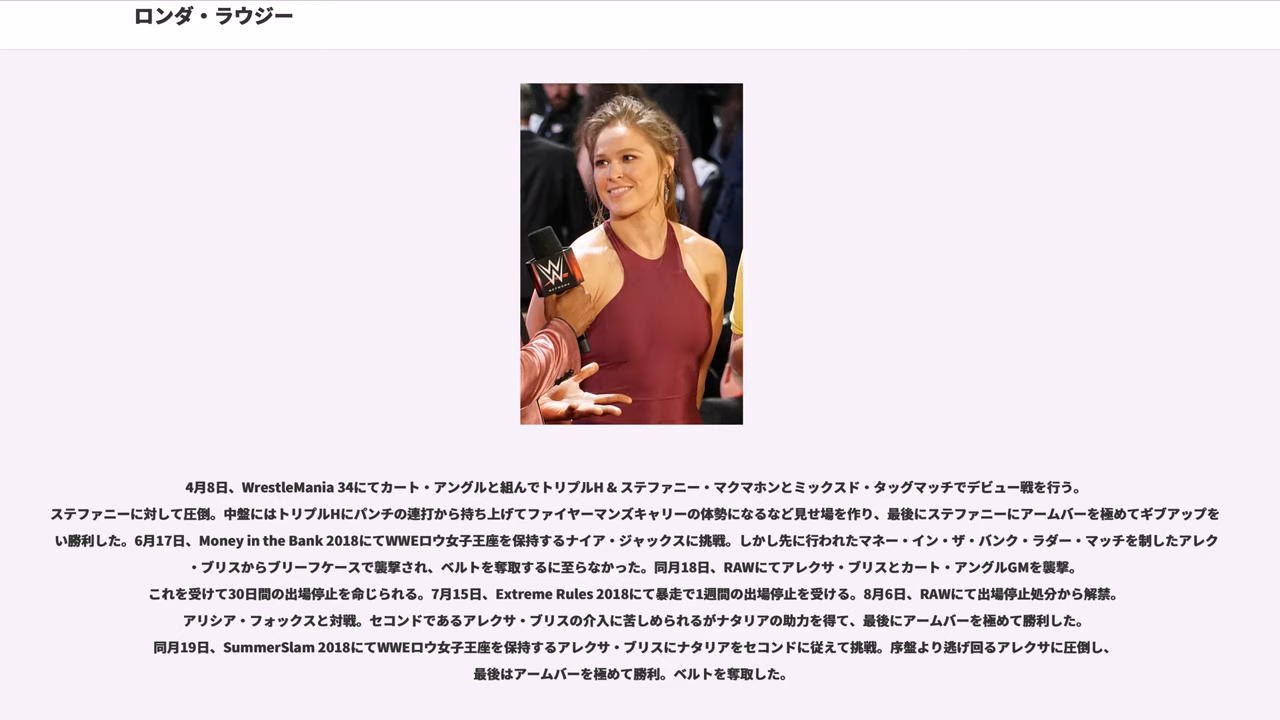 ロンダ・ラウジー
W
NETWORK
4月8日、WrestleMania 34にてカート・アングルと組んでトリプルH & ステファニー・マクマホンとミックスド・タッグマッチでデビュー戦を行う。
ステファニーに対して圧倒。中盤にはトリプルHにパンチの連打から持ち上げてファイヤーマンズキャリーの体勢になるなど見せ場を作り、最後にステファニーにアームバーを極めてギブアップを
い勝利した。6月17日、Money in the Bank 2018にてWWEロウ女子王座を保持するナイア・ジャックスに挑戦。しかし先に行われたマネー・イン・ザ・バンク・ラダー・マッチを制したアレク
・ブリスからブリーフケースで襲撃され、ベルトを奪取するに至らなかった。同月18日、RAWにてアレクサ・ブリスとカート・アングルGMを襲撃。
これを受けて30日間の出場停止を命じられる。7月15日、Extreme Rules 2018にて暴走で1週間の出場停止を受ける。8月6日、RAWにて出場停止処分から解禁。
アリシア・フォックスと対戦。セコンドであるアレクサ・ブリスの介入に苦しめられるがナタリアの助力を得て、最後にアームバーを極めて勝利した。
同月19日、SummerSlam 2018にてWWEロウ女子王座を保持するアレクサ・ブリスにナタリアをセコンドに従えて挑戦。序盤より逃げ回るアレクサに圧倒し、
最後はアームバーを極めて勝利。ベルトを奪取した。